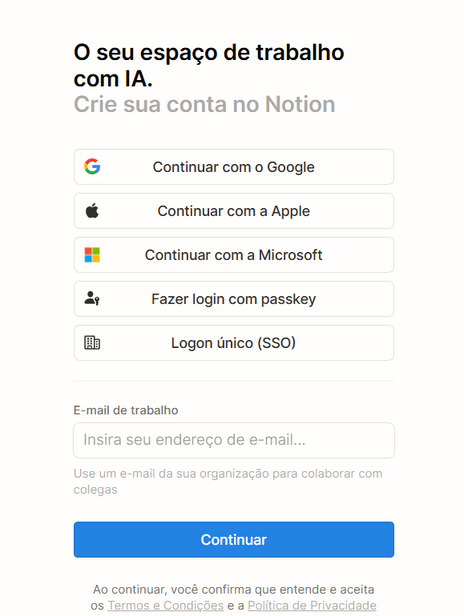 O seu espaço de trabalho
com IA.
Crie sua conta no Notion
Continuar com o Google
Continuar com a Apple
Continuar com a Microsoft
Fazer login com passkey
Logon único (SSO)
E-mail de trabalho
Insira seu endereço de e-mail...
Use um e-mail da sua organização para colaborar com
colegas
Continuar
Ao continuar, você confirma que entende e aceita
os Termos e Condições e a Política de Privacidade